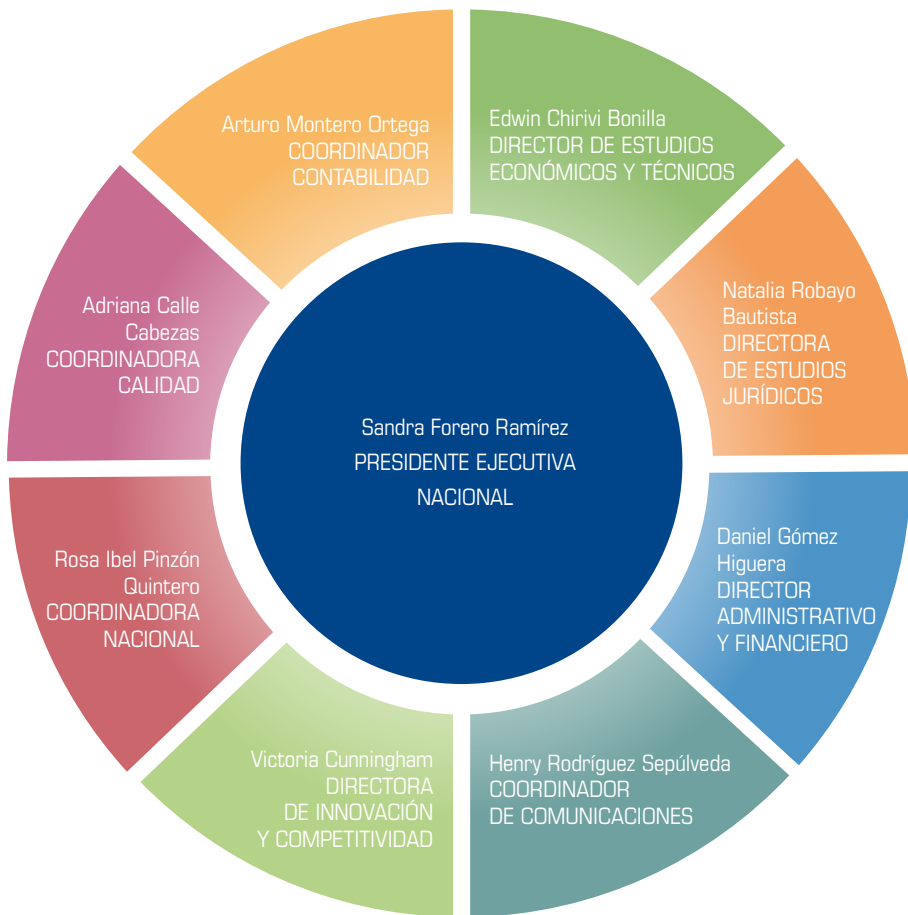 Arturo Montero Ortega
COORDINADOR
CONTABILIDAD
Edwin Chirivi Bonilla
DIRECTOR DE ESTUDIOS
ECONÓMICOS Y TÉCNICOS
Natalia Robayo
Bautista
DIRECTORA
DE ESTUDIOS
JURÍDICOS
Daniel Gómez
Higuera
DIRECTOR
ADMINISTRATIVO
Y FINANCIERO
Henry Rodríguez Sepúlveda
COORDINADOR
DE COMUNICACIONES
Victoria Cunningham
DIRECTORA
DE INNOVACIÓN
Y COMPETITIVIDAD
Rosa Ibel Pinzón
Quintero
COORDINADORA
NACIONAL
Adriana Calle
Cabezas
COORDINADORA
CALIDAD
Sandra Forero Ramírez
PRESIDENTE EJECUTIVA
NACIONAL